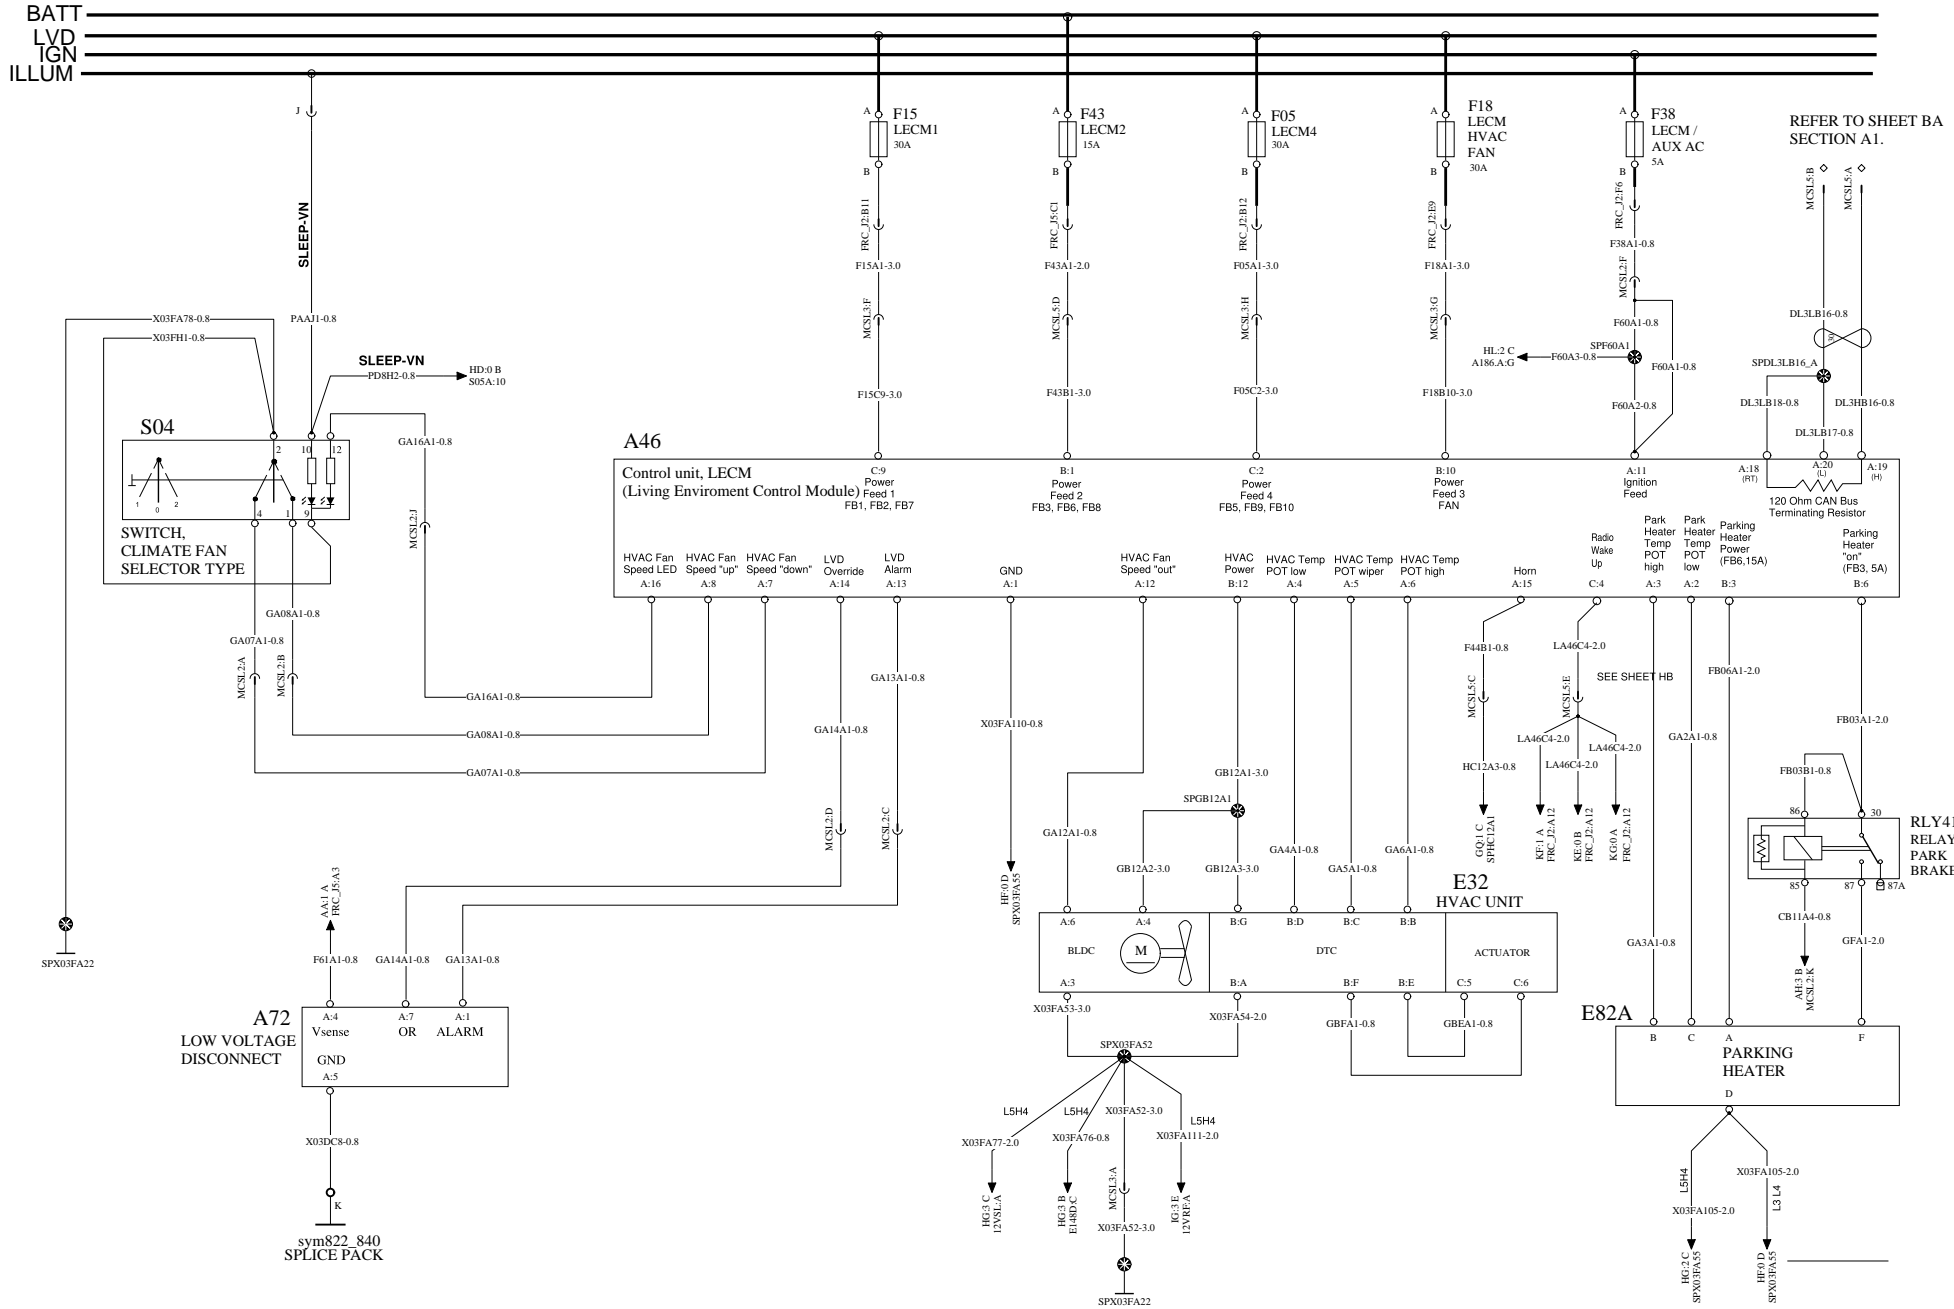 BATT
LVD
IGN
ILLUM
J
SLEEP-VN
PAAJ1-0.8
X03FA78-0.8
X03FH1-0.8
SLEEP-VN
PD8H2-0.8
HD:0 B
S05A:10
A
F15
LECM1
30A
B
FRC_J2:B11
F15A1-3.0
MCSL3:F
F15C9-3.0
A
F43
LECM2
15A
B
FRC_J5:C1
F43A1-2.0
MCSL5:D
F43B1-3.0
A
F05
LECM4
30A
B
FRC_J2:B12
F05A1-3.0
MCSL3:H
F05C2-3.0
A
F18
LECM
HVAC
FAN
30A
B
FRC_J2:E9
F18A1-3.0
MCSL3:G
F18B10-3.0
A
F38
LECM /
AUX AC
5A
B
FRC_J2:F6
F38A1-0.8
MCSL2:F
F60A1-0.8
SPF60A1
HL:2 C
A186.A:G
F60A3-0.8
F60A1-0.8
F60A2-0.8
REFER TO SHEET BA
SECTION A1.
MCSL5:B
MCSL5:A
DL3LB16-0.8
30
SPDL3LB16_A
DL3LB18-0.8
DL3HB16-0.8
DL3LB17-0.8
S04
2
10
12
1
0
2
4
1
9
SWITCH,
CLIMATE FAN
SELECTOR TYPE
GA16A1-0.8
MCSL2:J
GA08A1-0.8
GA07A1-0.8
MCSL2:A
MCSL2:B
GA16A1-0.8
GA08A1-0.8
GA07A1-0.8
A46
Control unit, LECM
(Living Enviroment Control Module)
C:9
Power
Feed 1
FB1, FB2, FB7
B:1
Power
Feed 2
FB3, FB6, FB8
C:2
Power
Feed 4
FB5, FB9, FB10
B:10
Power
Feed 3
FAN
A:11
Ignition
Feed
A:18
(RT)
A:20
(L)
A:19
(H)
120 Ohm CAN Bus
Terminating Resistor
HVAC Fan
Speed LED
A:16
HVAC Fan
Speed "up"
A:8
HVAC Fan
Speed "down"
A:7
LVD
Override
A:14
LVD
Alarm
A:13
GND
A:1
HVAC Fan
Speed "out"
A:12
HVAC
Power
B:12
HVAC Temp
POT low
A:4
HVAC Temp
POT wiper
A:5
HVAC Temp
POT high
A:6
Horn
A:15
Radio
Wake
Up
C:4
Park
Heater
Temp
POT
high
A:3
Park
Heater
Temp
POT
low
A:2
Parking
Heater
Power
(FB6,15A)
B:3
Parking
Heater
"on"
(FB3, 5A)
B:6
GA13A1-0.8
GA14A1-0.8
MCSL2:D
MCSL2:C
X03FA110-0.8
HF:0 D
SPX03FA55
GA12A1-0.8
GB12A1-3.0
SPGB12A1
GB12A2-3.0
GB12A3-3.0
GA4A1-0.8
GA5A1-0.8
GA6A1-0.8
F44B1-0.8
MCSL5:C
HC12A3-0.8
GQ:1 C
SPHC12A1
LA46C4-2.0
SEE SHEET HB
MCSL5:E
LA46C4-2.0
LA46C4-2.0
LA46C4-2.0
KF:1 A
FRC_J2:A12
KE:0 B
FRC_J2:A12
KG:0 A
FRC_J2:A12
FB06A1-2.0
GA2A1-0.8
GA3A1-0.8
FB03A1-2.0
FB03B1-0.8
86
30
RLY41
RELAY
PARK
BRAKE
85
87
87A
CB11A4-0.8
GFA1-2.0
AH:3 B
MCSL2:K
SPX03FA22
AA:1 A
FRC_J5:A3
F61A1-0.8
GA14A1-0.8
GA13A1-0.8
A72
LOW VOLTAGE
DISCONNECT
A:4
Vsense
A:7
OR
A:1
ALARM
GND
A:5
X03DC8-0.8
K
sym822_840
SPLICE PACK
E32
HVAC UNIT
A:6
A:4
B:G
B:D
B:C
B:B
BLDC
M
DTC
ACTUATOR
A:3
B:A
B:F
B:E
C:5
C:6
X03FA53-3.0
X03FA54-2.0
GBFA1-0.8
GBEA1-0.8
SPX03FA52
L5H4
X03FA77-2.0
HG:3 C
12VSL:A
L5H4
X03FA76-0.8
HG:3 B
E148D:C
X03FA52-3.0
MCSL3:A
X03FA52-3.0
SPX03FA22
L5H4
X03FA111-2.0
IG:3 E
12VRF:A
E82A
B
C
A
F
PARKING
HEATER
D
L5H4
X03FA105-2.0
HG:2 C
SPX03FA55
X03FA105-2.0
L3 L4
HF:0 D
SPX03FA55